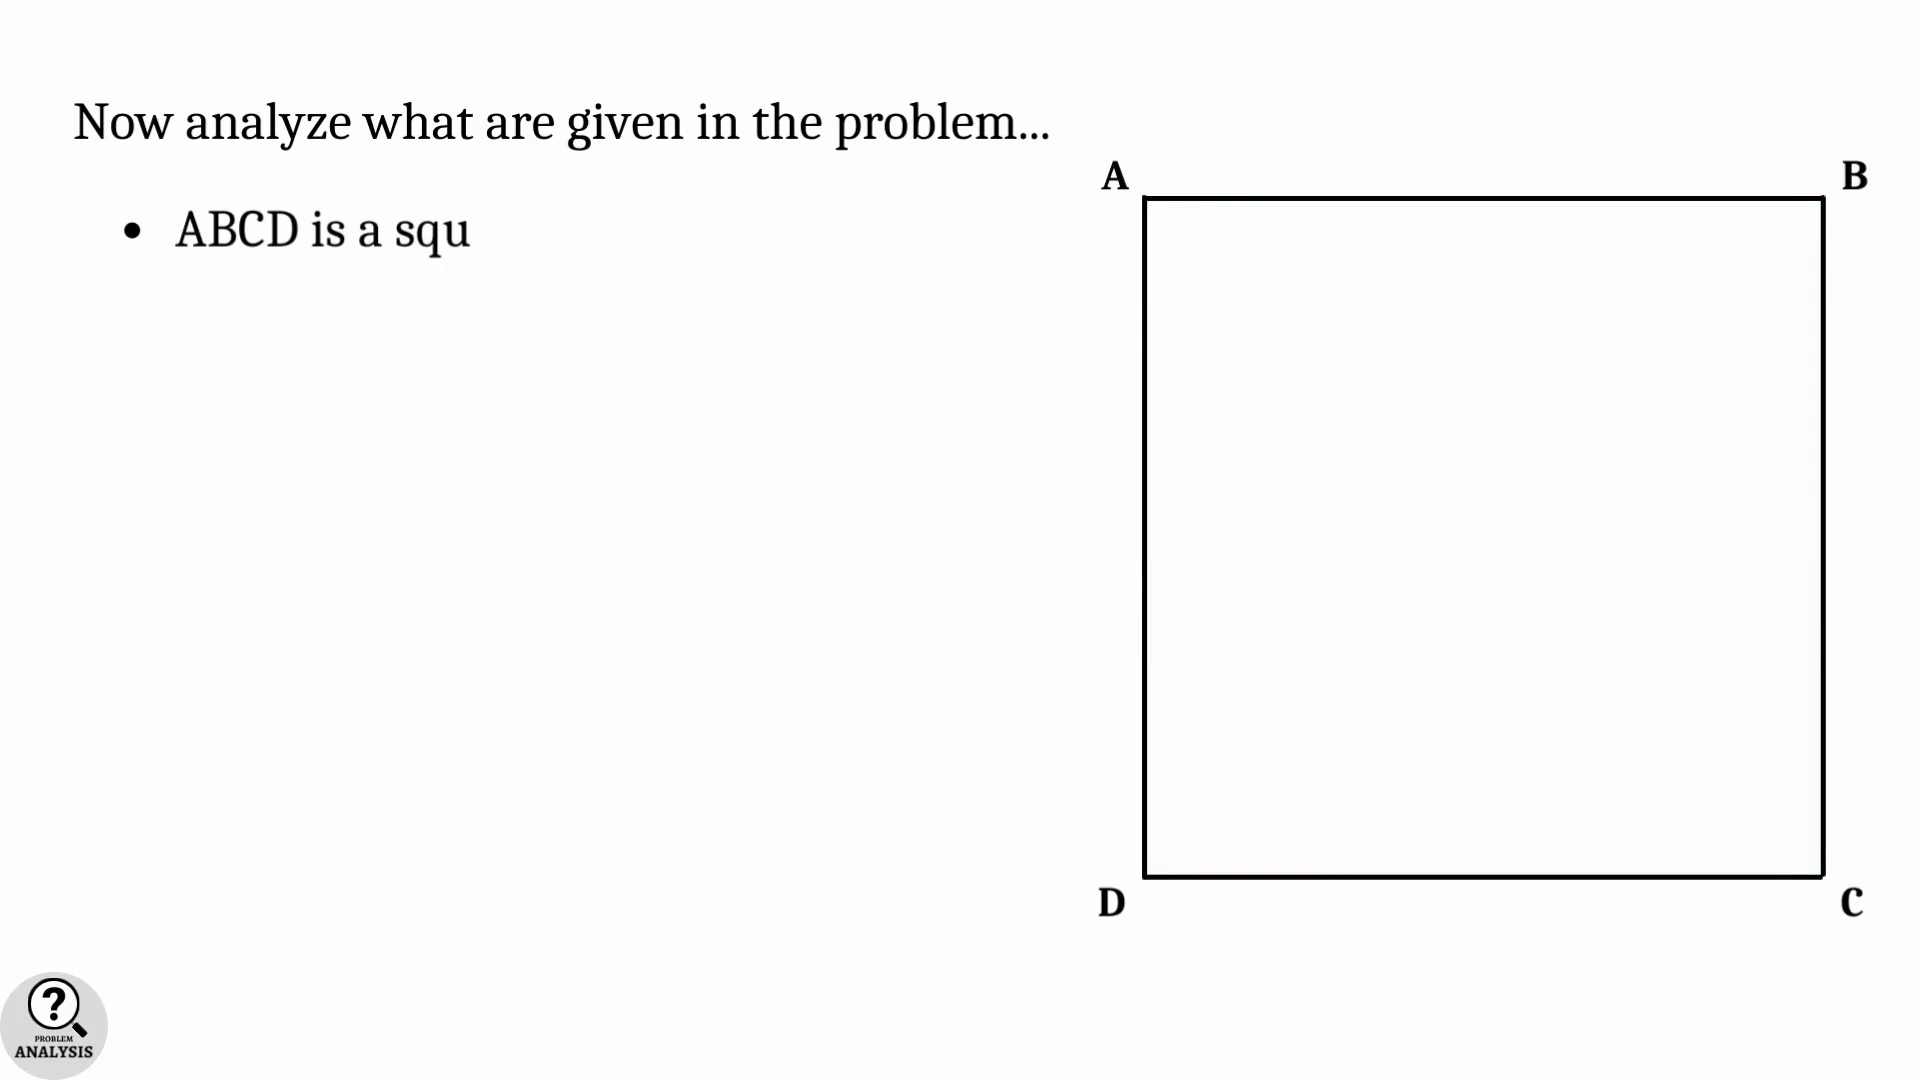 Now analyze what are given in the problem...
A
B
• ABCD is a squ
D
C
?
PROBLEM
ANALYSIS